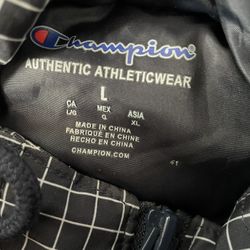 Champion
AUTHENTIC ATHLETICWEAR
L
CA MEX ASIA
L/G G XL
MADE IN CHINA
FABRIQUÉ EN CHINE
HECHO EN CHINA
CHAMPION.COM